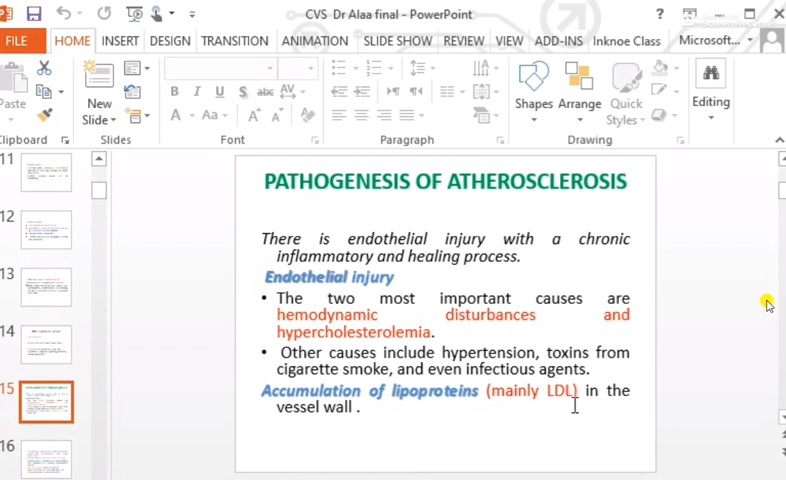 CVS Dr Alaa final - PowerPoint
FILE HOME INSERT DESIGN TRANSITION ANIMATION SLIDE SHOW REVIEW VIEW ADD-INS Inknoe Class Microsoft...
Paste
New
Slide
Shapes
Arrange
Quick
Styles
Editing
B I U S abc AV
A Aa A A
Clipboard Slides Font Paragraph Drawing
11
12
13
14
15
16
PATHOGENESIS OF ATHEROSCLEROSIS
There is endothelial injury with a chronic
inflammatory and healing process.
Endothelial injury
• The two most important causes are
hemodynamic disturbances and
hypercholesterolemia.
• Other causes include hypertension, toxins from
cigarette smoke, and even infectious agents.
Accumulation of lipoproteins (mainly LDL) in the
vessel wall .